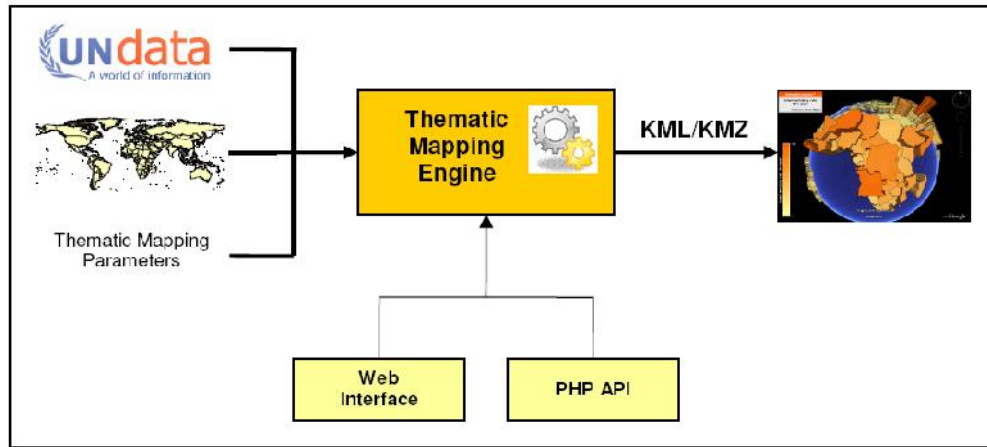 UNdata
A world of information
Thematic Mapping
Parameters
Thematic
Mapping
Engine
KML/KMZ
Web
Interface
PHP API